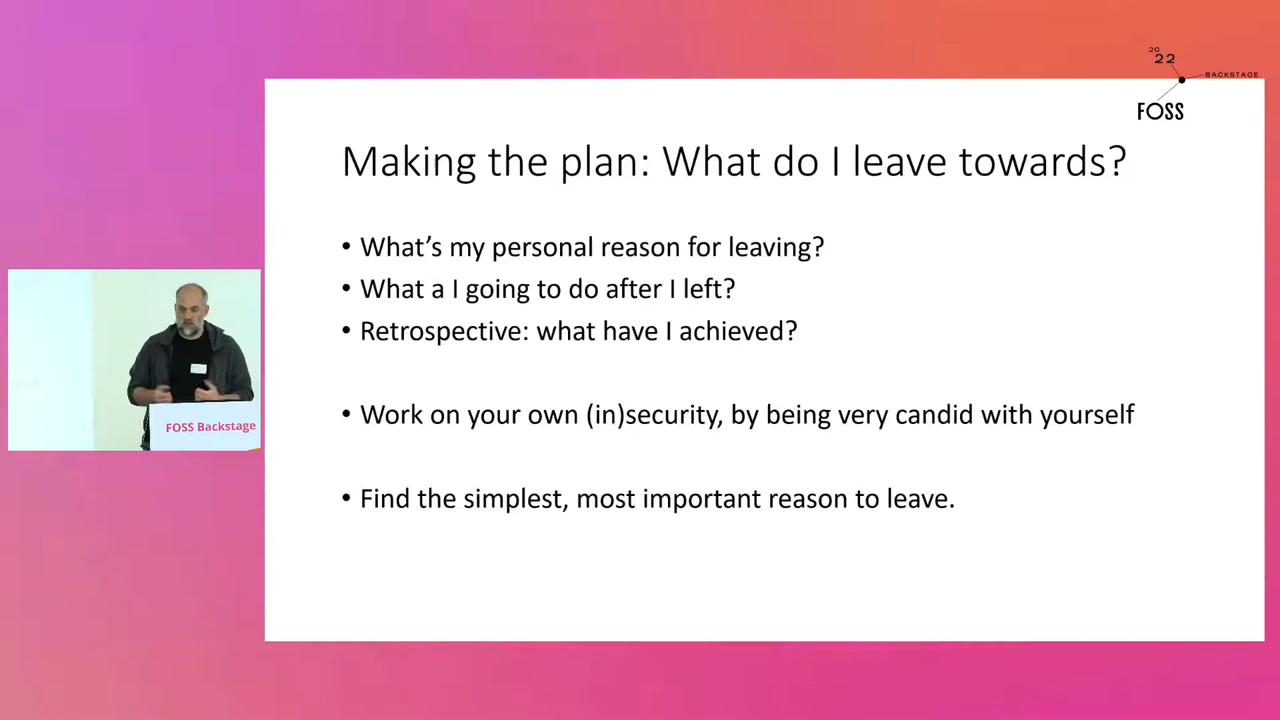 20
22
BACKSTAGE
FOSS
Making the plan: What do I leave towards?
• What's my personal reason for leaving?
• What a I going to do after I left?
• Retrospective: what have I achieved?
• Work on your own (in)security, by being very candid with yourself
• Find the simplest, most important reason to leave.
FOSS Backstage